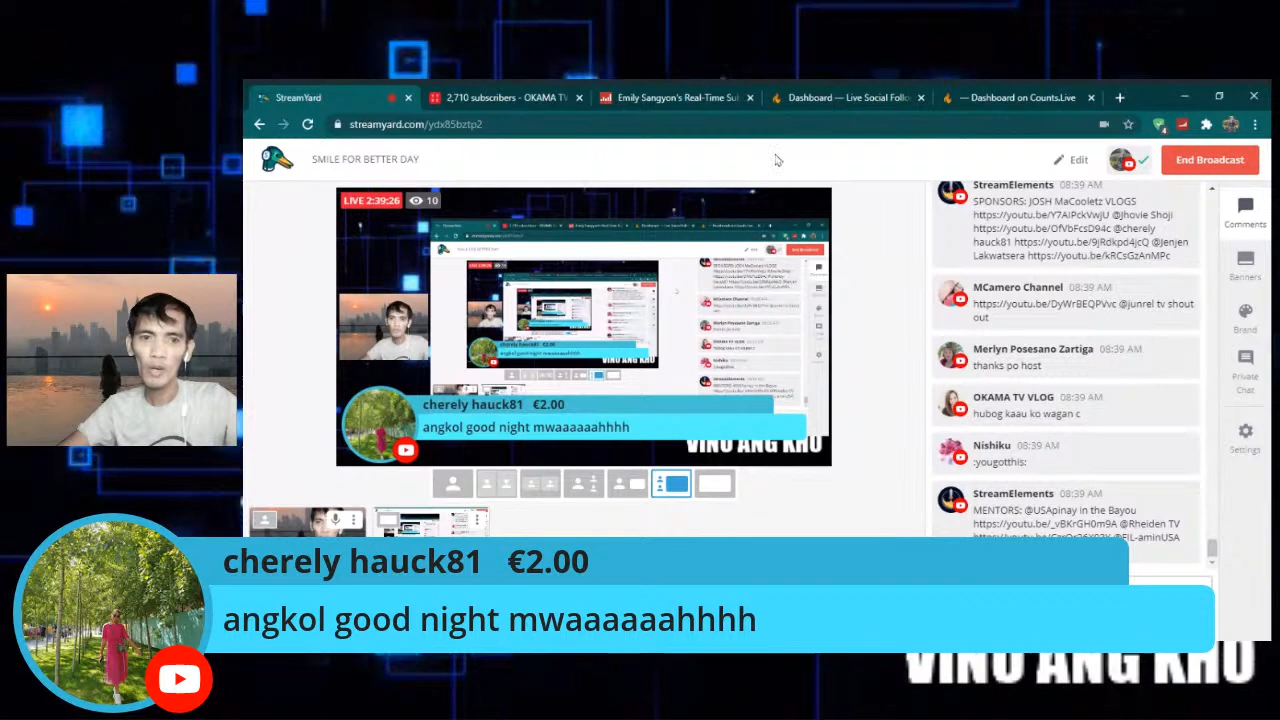 StreamYard
2,710 subscribers - OKAMA TV
Emily Sangyon's Real-Time Sub
Dashboard — Live Social Follo
— Dashboard on Counts.Live
streamyard.com/ydx85bztp2
SMILE FOR BETTER DAY
Edit
End Broadcast
LIVE 2:39:26
10
cherely hauck81 €2.00
angkol good night mwaaaaaahhhh
StreamElements 08:39 AM
SPONSORS: JOSH MaCooletz VLOGS
https://youtu.be/Y7AiPckVwjU @Jhovie Shoji
https://youtu.be/OfVbFcsD94c @cherely
hauck81 https://youtu.be/9jRdkpd4jcQ @Jenjen
Lakwatsera https://youtu.be/kRCsGzAnMPc
MCamero Channel 08:39 AM
https://youtu.be/DyWrBEQPVvc @junrel tv shout
out
Merlyn Posesano Zartiga 08:39 AM
thanks po host
OKAMA TV VLOG 08:39 AM
hubog kaau ko wagan c
Nishiku 08:39 AM
:yougotthis:
StreamElements 08:39 AM
MENTORS: @USApinay in the Bayou
https://youtu.be/_vBKrGH0m9A @Rheiden TV
Comments
Banners
Brand
Private
Chat
Settings
cherely hauck81 €2.00
angkol good night mwaaaaaahhhh
VINO ANG KHO